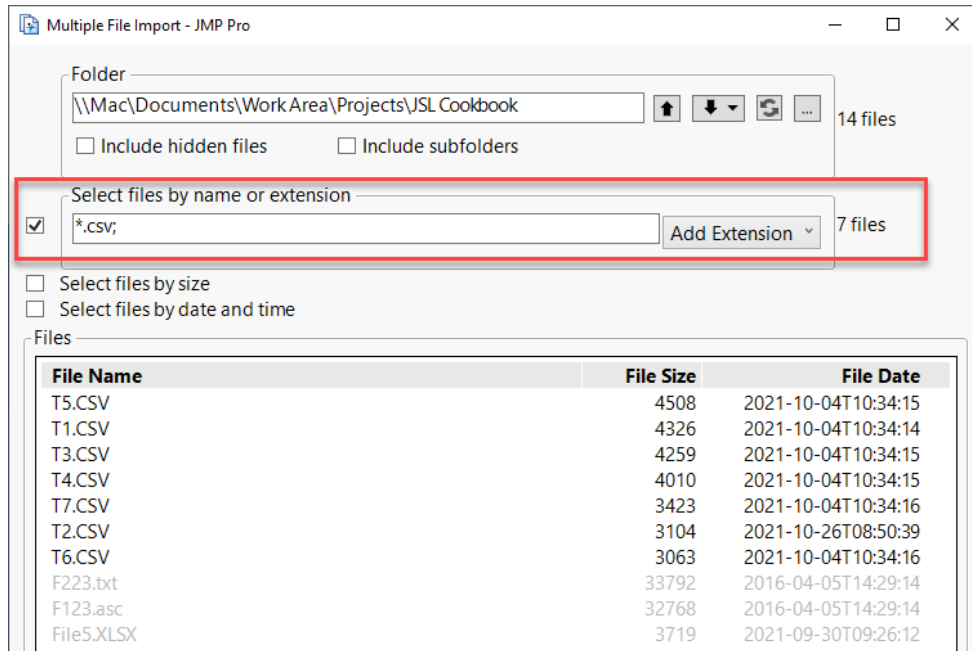 Multiple File Import - JMP Pro
Folder
\\Mac\Documents\Work Area\Projects\JSL Cookbook
...
14 files
Include hidden files Include subfolders
Select files by name or extension
*.csv; Add Extension 7 files
Select files by size
Select files by date and time
Files
File Name File Size File Date
T5.CSV 4508 2021-10-04T10:34:15
T1.CSV 4326 2021-10-04T10:34:14
T3.CSV 4259 2021-10-04T10:34:15
T4.CSV 4010 2021-10-04T10:34:15
T7.CSV 3423 2021-10-04T10:34:16
T2.CSV 3104 2021-10-26T08:50:39
T6.CSV 3063 2021-10-04T10:34:16
F223.txt 33792 2016-04-05T14:29:14
F123.asc 32768 2016-04-05T14:29:14
File5.XLSX 3719 2021-09-30T09:26:12